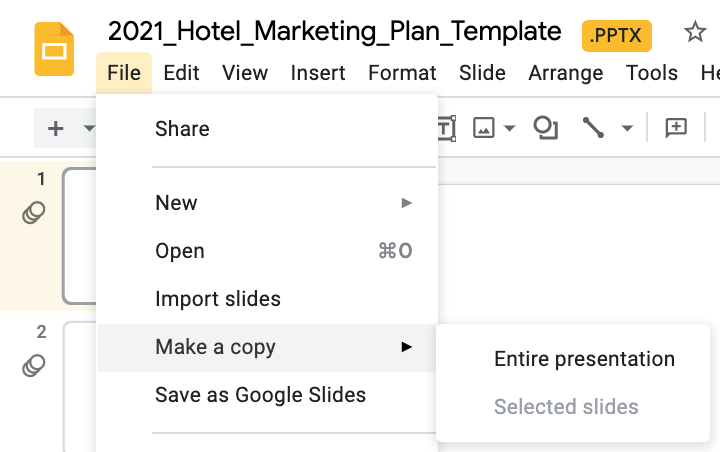 2021_Hotel_Marketing_Plan_Template .PPTX
File Edit View Insert Format Slide Arrange Tools
Share
1
New
Open ⌘O
Import slides
2
Make a copy
Entire presentation
Save as Google Slides
Selected slides